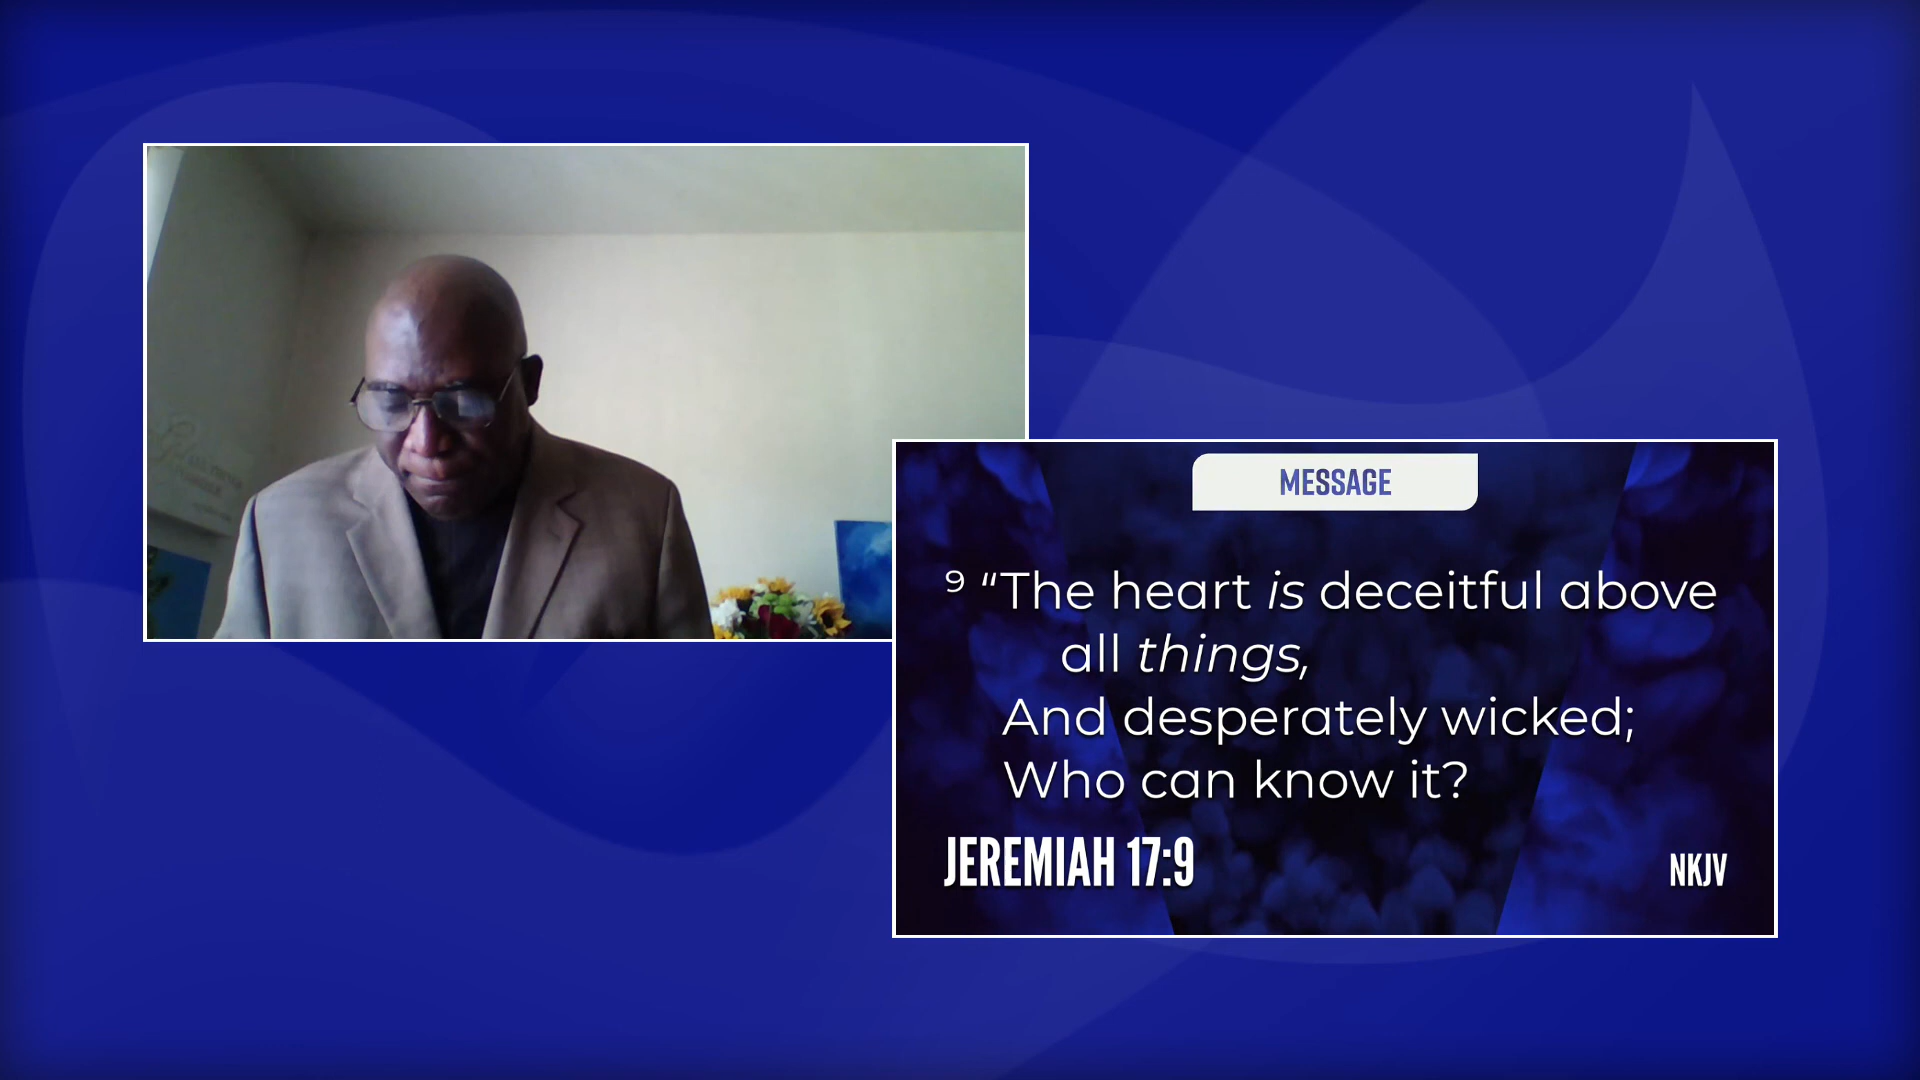 MESSAGE
9 “The heart is deceitful above
all things,
And desperately wicked;
Who can know it?
JEREMIAH 17:9
NKJV